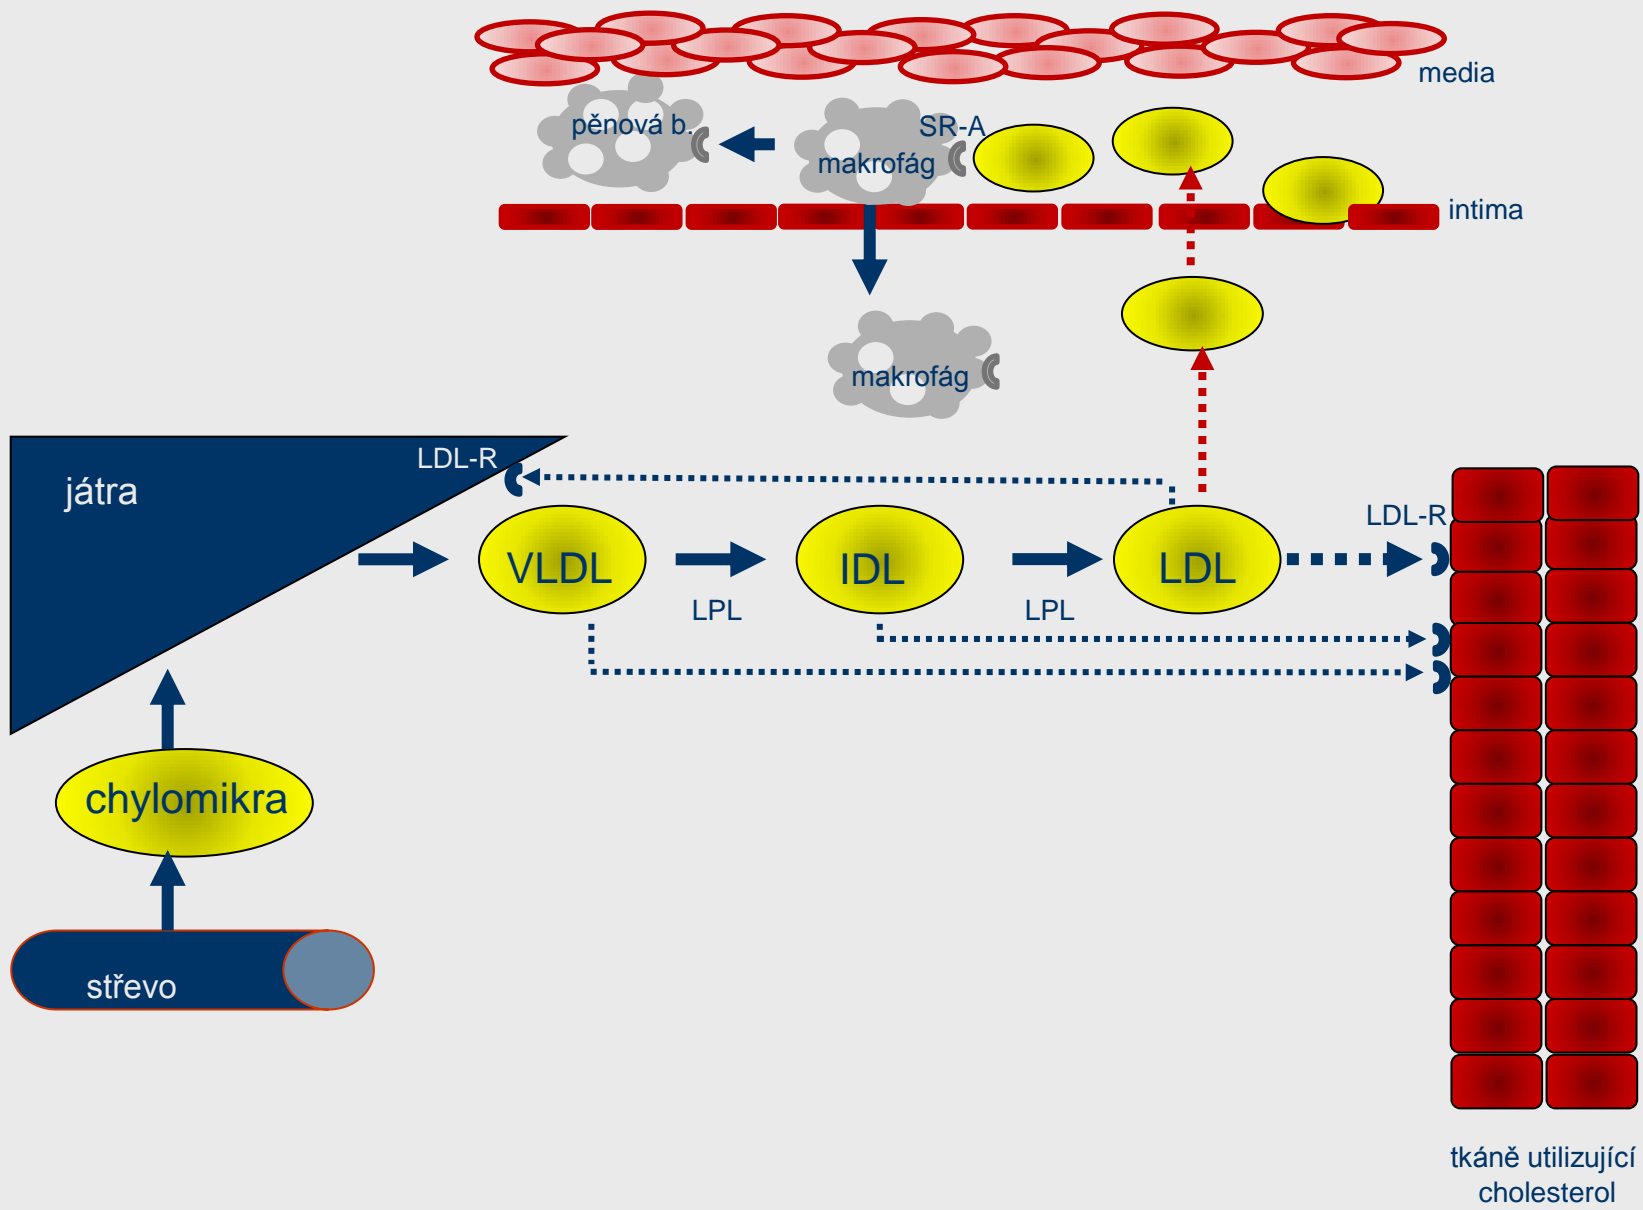 media
pěnová b.
SR-A
makrofág
intima
makrofág
játra
LDL-R
LDL-R
VLDL
IDL
LDL
LPL
LPL
chylomikra
střevo
tkáně utilizující
cholesterol